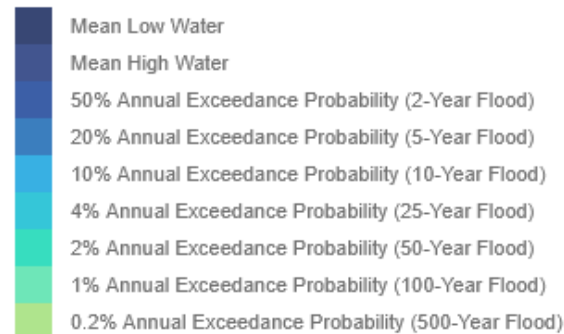 Mean Low Water
Mean High Water
50% Annual Exceedance Probability (2-Year Flood)
20% Annual Exceedance Probability (5-Year Flood)
10% Annual Exceedance Probability (10-Year Flood)
4% Annual Exceedance Probability (25-Year Flood)
2% Annual Exceedance Probability (50-Year Flood)
1% Annual Exceedance Probability (100-Year Flood)
0.2% Annual Exceedance Probability (500-Year Flood)